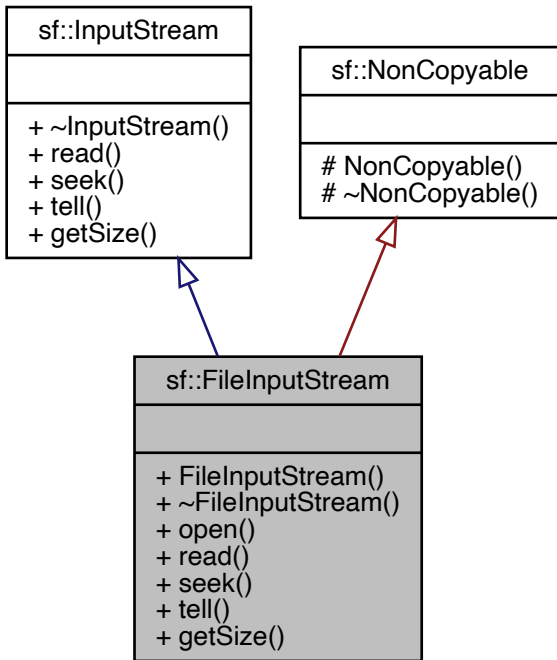 sf::InputStream
+ ~InputStream()
+ read()
+ seek()
+ tell()
+ getSize()
sf::NonCopyable
# NonCopyable()
# ~NonCopyable()
sf::FileInputStream
+ FileInputStream()
+ ~FileInputStream()
+ open()
+ read()
+ seek()
+ tell()
+ getSize()